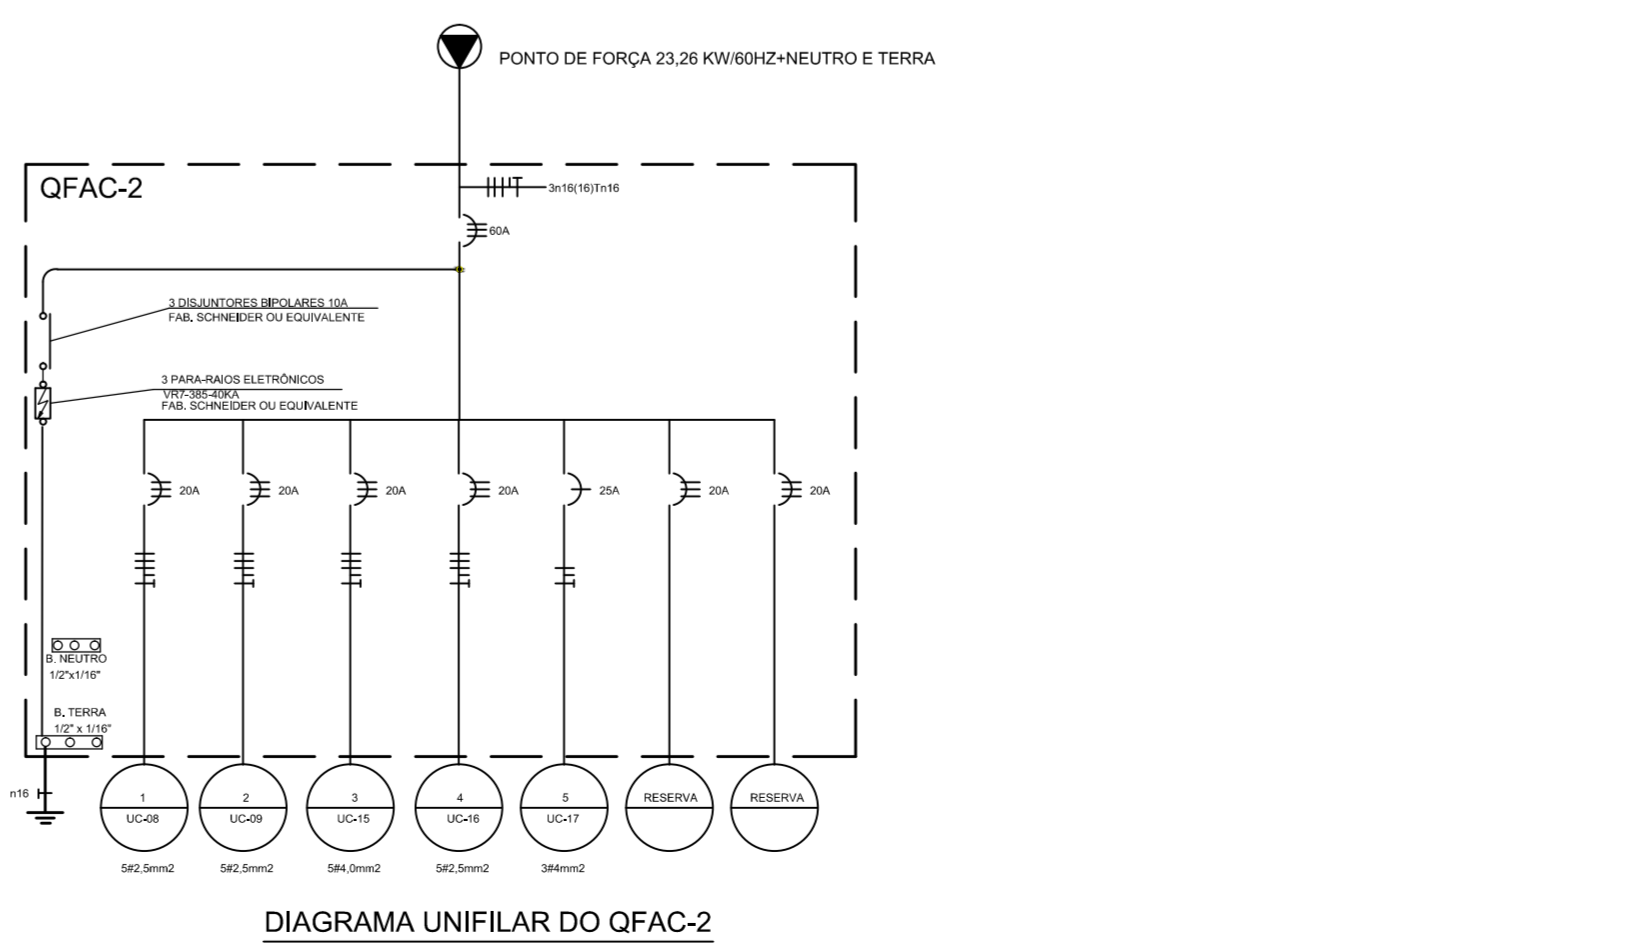 PONTO DE FORÇA 23,26 KW/60HZ+NEUTRO E TERRA
QFAC-2
3n16(16)Tn16
60A
3 DISJUNTORES BIPOLARES 10A
FAB. SCHNEIDER OU EQUIVALENTE
3 PARA-RAIOS ELETRÔNICOS
VR7-385-40KA
FAB. SCHNEIDER OU EQUIVALENTE
20A 20A 20A 20A 25A 20A 20A
B. NEUTRO
1/2"x1/16"
B. TERRA
1/2" x 1/16"
n16
1 2 3 4 5 RESERVA RESERVA
UC-08 UC-09 UC-15 UC-16 UC-17
5#2,5mm2 5#2,5mm2 5#4,0mm2 5#2,5mm2 3#4mm2
DIAGRAMA UNIFILAR DO QFAC-2